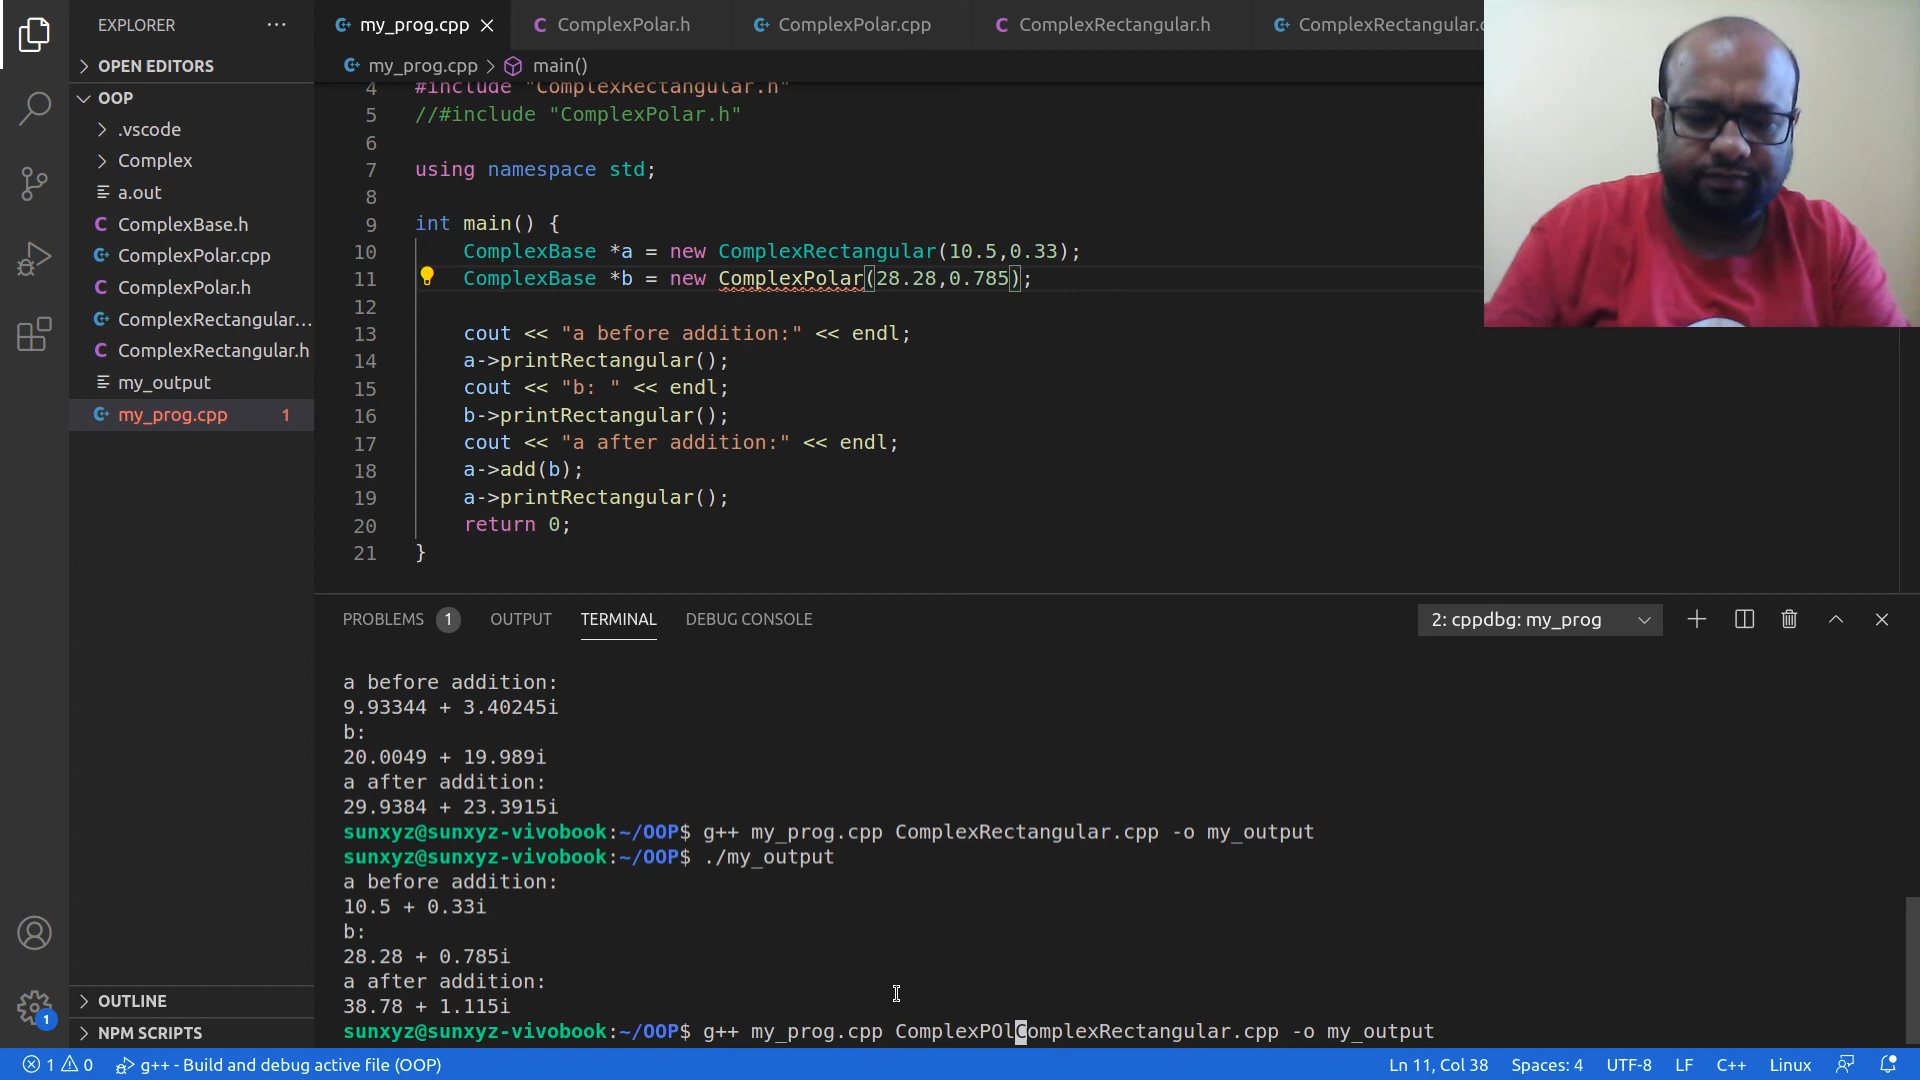 EXPLORER
my_prog.cpp
ComplexPolar.h
ComplexPolar.cpp
ComplexRectangular.h
ComplexRectangular.c
OPEN EDITORS
my_prog.cpp > main()
OOP
.vscode
Complex
a.out
ComplexBase.h
ComplexPolar.cpp
ComplexPolar.h
ComplexRectangular...
ComplexRectangular.h
my_output
my_prog.cpp 1
4 #include "ComplexRectangular.h"
5 //#include "ComplexPolar.h"
6
7 using namespace std;
8
9 int main() {
10 ComplexBase *a = new ComplexRectangular(10.5,0.33);
11 ComplexBase *b = new ComplexPolar(28.28,0.785);
12
13 cout << "a before addition:" << endl;
14 a->printRectangular();
15 cout << "b: " << endl;
16 b->printRectangular();
17 cout << "a after addition:" << endl;
18 a->add(b);
19 a->printRectangular();
20 return 0;
21 }
PROBLEMS 1 OUTPUT TERMINAL DEBUG CONSOLE
2: cppdbg: my_prog
a before addition:
9.93344 + 3.40245i
b:
20.0049 + 19.989i
a after addition:
29.9384 + 23.3915i
sunxyz@sunxyz-vivobook:~/OOP$ g++ my_prog.cpp ComplexRectangular.cpp -o my_output
sunxyz@sunxyz-vivobook:~/OOP$ ./my_output
a before addition:
10.5 + 0.33i
b:
28.28 + 0.785i
a after addition:
38.78 + 1.115i
sunxyz@sunxyz-vivobook:~/OOP$ g++ my_prog.cpp ComplexPOlComplexRectangular.cpp -o my_output
OUTLINE
NPM SCRIPTS
1
1 0 g++ - Build and debug active file (OOP)
Ln 11, Col 38 Spaces: 4 UTF-8 LF C++ Linux